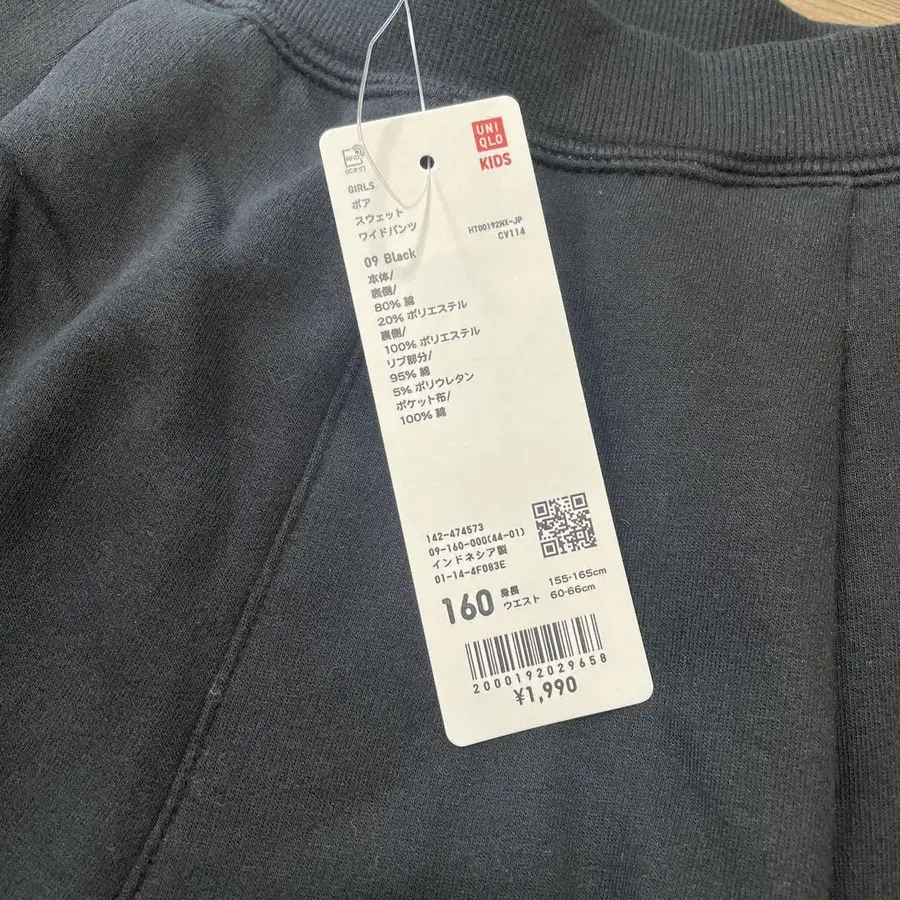 UNI
QLO
KIDS
RFID
(ICタグ)
GIRLS
ボア
スウェット
ワイドパンツ
HT00192HX-JP
CV114
09 Black
本体/
裏側/
80% 綿
20% ポリエステル
裏側/
100% ポリエステル
リブ部分/
95% 綿
5% ポリウレタン
ポケット布/
100% 綿
142-474573
09-160-000(44-01)
インドネシア製
01-14-4F083E
160 身長 155-165cm
ウエスト 60-66cm
2000192029658
¥1,990